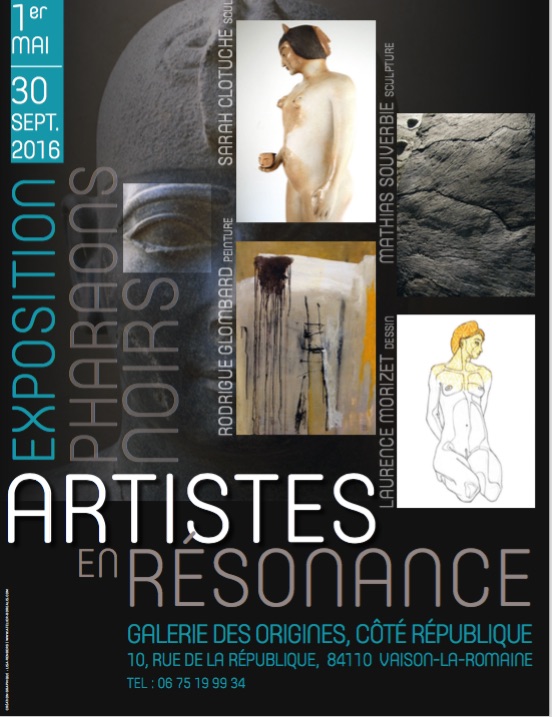 1er
MAI
30
SEPT.
2016
EXPOSITION
PHARAONS
NOIRS
SARAH CLOTUCHE
RODRIGUE GLOMBARD PEINTURE
MATHIAS SOUVERBIE SCULPTURE
LAURENCE MORIZET DESSIN
ARTISTES
EN RÉSONANCE
GALERIE DES ORIGINES, CÔTÉ RÉPUBLIQUE
10, RUE DE LA RÉPUBLIQUE, 84110 VAISON-LA-ROMAINE
TEL : 06 75 19 99 34